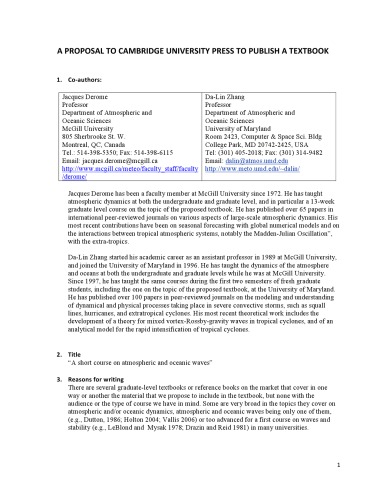 A PROPOSAL TO CAMBRIDGE UNIVERSITY PRESS TO PUBLISH A TEXTBOOK
1. Co-authors:
Jacques Derome
Professor
Department of Atmospheric and
Oceanic Sciences
McGill University
805 Sherbrooke St. W.
Montreal, QC, Canada
Tel.: 514-398-5350; Fax: 514-398-6115
Email: jacques.derome@mcgill.ca
http://www.mcgill.ca/meteo/faculty_staff/faculty
/derome/
Da-Lin Zhang
Professor
Department of Atmospheric and
Oceanic Sciences
University of Maryland
Room 2423, Computer & Space Sci. Bldg
College Park, MD 20742-2425, USA
Tel: (301) 405-2018; Fax: (301) 314-9482
Email: dalin@atmos.umd.edu
http://www.meto.umd.edu/~dalin/
Jacques Derome has been a faculty member at McGill University since 1972. He has taught
atmospheric dynamics at both the undergraduate and graduate level, and in particular a 13-week
graduate level course on the topic of the proposed textbook. He has published over 65 papers in
international peer-reviewed journals on various aspects of large-scale atmospheric dynamics. His
most recent contributions have been on seasonal forecasting with global numerical models and on
the interactions between tropical atmospheric systems, notably the Madden-Julian Oscillation",
with the extra-tropics.
Da-Lin Zhang started his academic career as an assistant professor in 1989 at McGill University,
and joined the University of Maryland in 1996. He has taught the dynamics of the atmosphere
and oceans at both the undergraduate and graduate levels while he was at McGill University.
Since 1997, he has taught the same courses during the first two semesters of fresh graduate
students, including the one on the topic of the proposed textbook, at the University of Maryland.
He has published over 100 papers in peer-reviewed journals on the modeling and understanding
of dynamical and physical processes taking place in severe convective storms, such as squall
lines, hurricanes, and extratropical cyclones. His most recent theoretical work includes the
development of a theory for mixed vortex-Rossby-gravity waves in tropical cyclones, and of an
analytical model for the rapid intensification of tropical cyclones.
2. Title
"A short course on atmospheric and oceanic waves"
3. Reasons for writing
There are several graduate-level textbooks or reference books on the market that cover in one
way or another the material that we propose to include in the textbook, but none with the
audience or the type of course we have in mind. Some are very broad in the topics they cover on
atmospheric and/or oceanic dynamics, atmospheric and oceanic waves being only one of them,
(e.g., Dutton, 1986; Holton 2004; Vallis 2006) or too advanced for a first course on waves and
stability (e.g., LeBlond and Mysak 1978; Drazin and Reid 1981) in many universities.
1